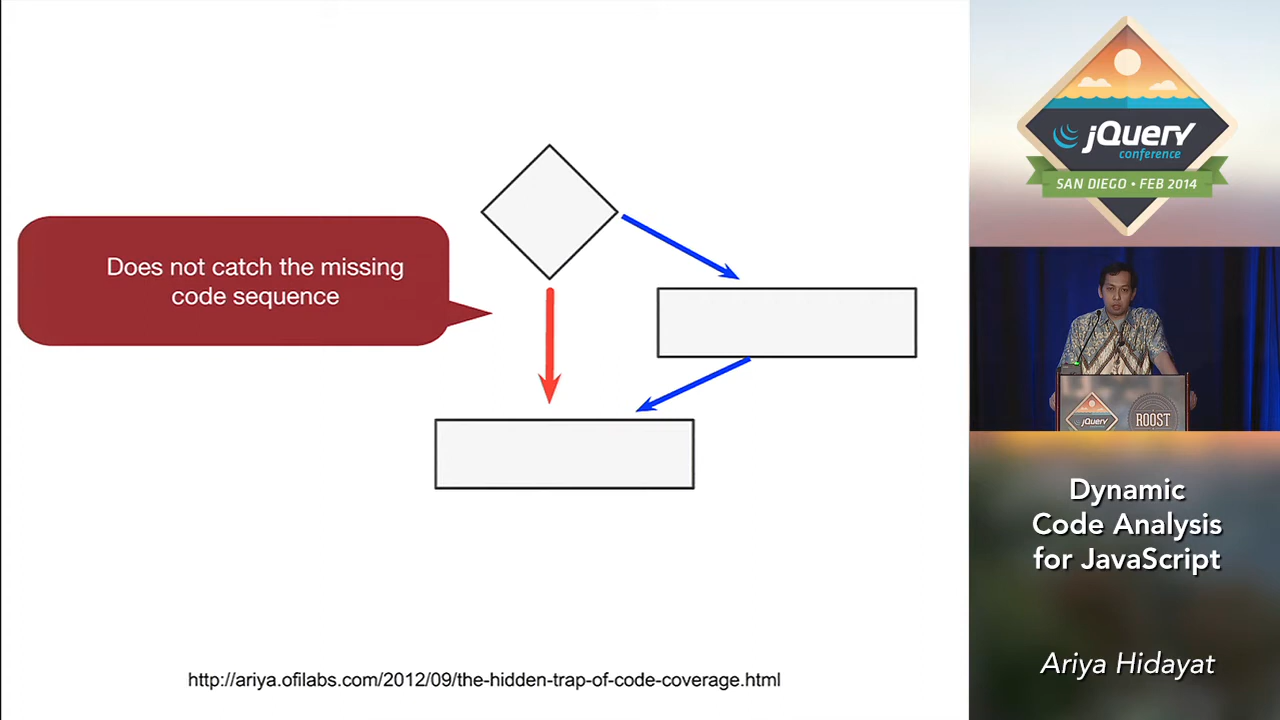 Does not catch the missing
code sequence
http://ariya.ofilabs.com/2012/09/the-hidden-trap-of-code-coverage.html
jQuery
conference
SAN DIEGO • FEB 2014
jQuery
ROOST
Dynamic
Code Analysis
for JavaScript
Ariya Hidayat